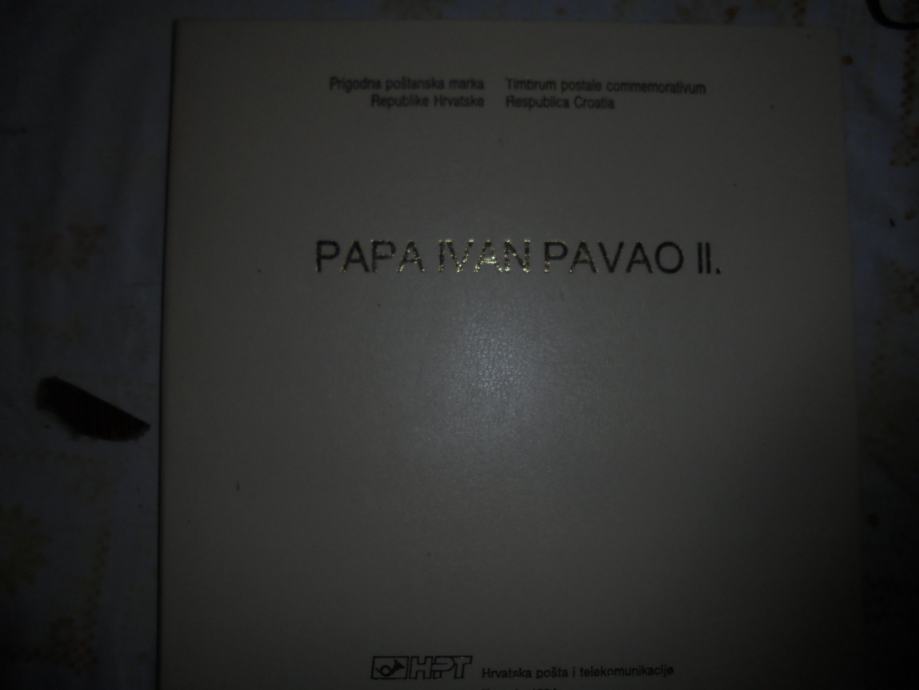 Prigodna poštanska marka
Republike Hrvatske
Timbrum postale commemorativum
Respublica Croatia
PAPA IVAN PAVAO II.
HPT Hrvatska pošta i telekomunikacije